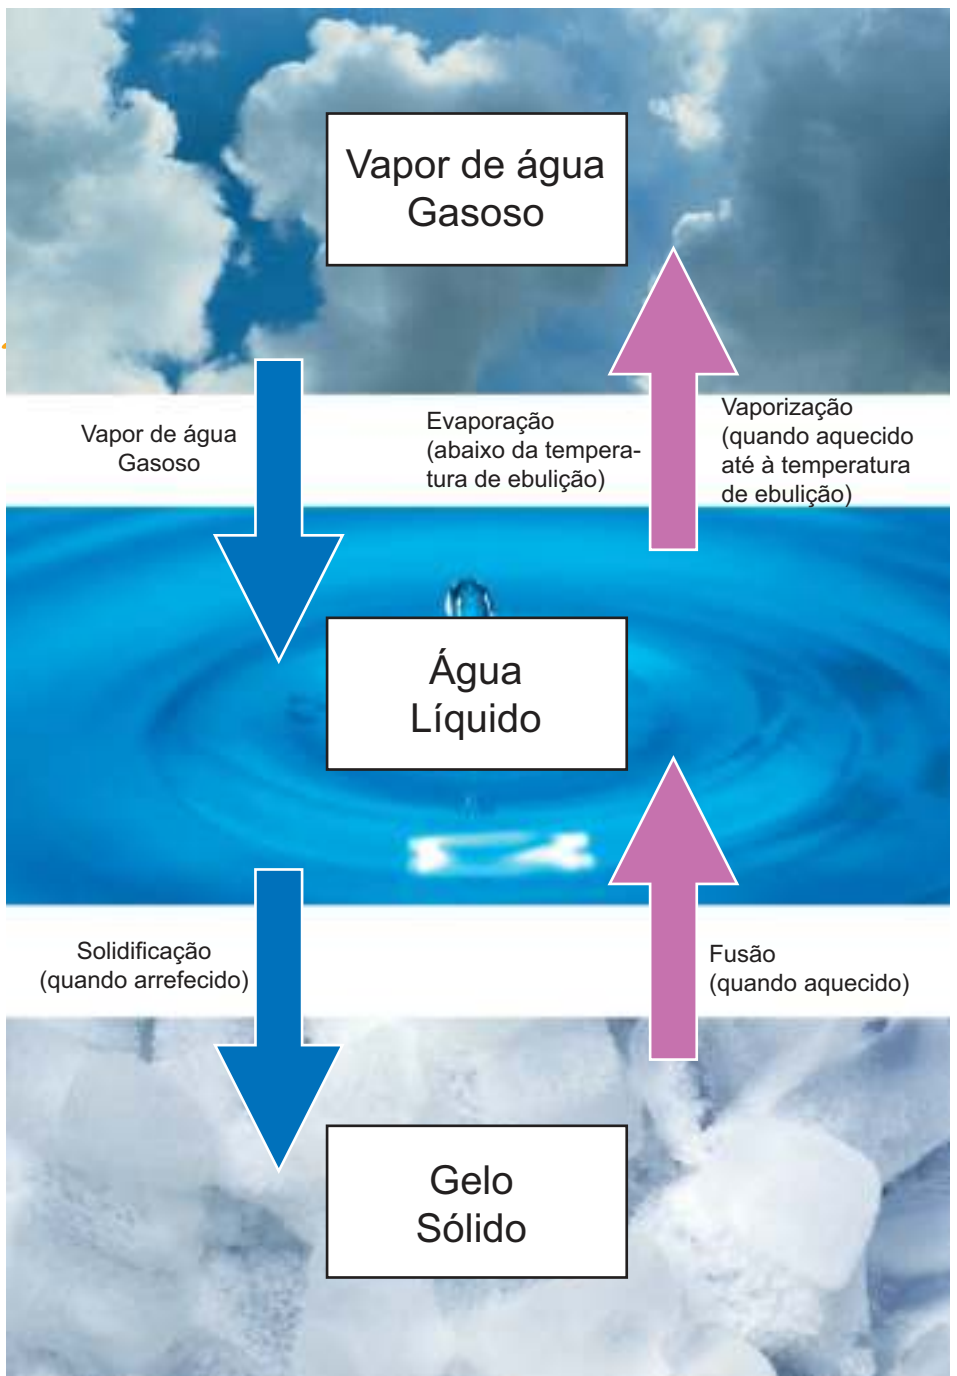 Vapor de água
Gasoso
Vapor de água
Gasoso
Evaporação
(abaixo da tempera-
tura de ebulição)
Vaporização
(quando aquecido
até à temperatura
de ebulição)
Água
Líquido
Solidificação
(quando arrefecido)
Fusão
(quando aquecido)
Gelo
Sólido